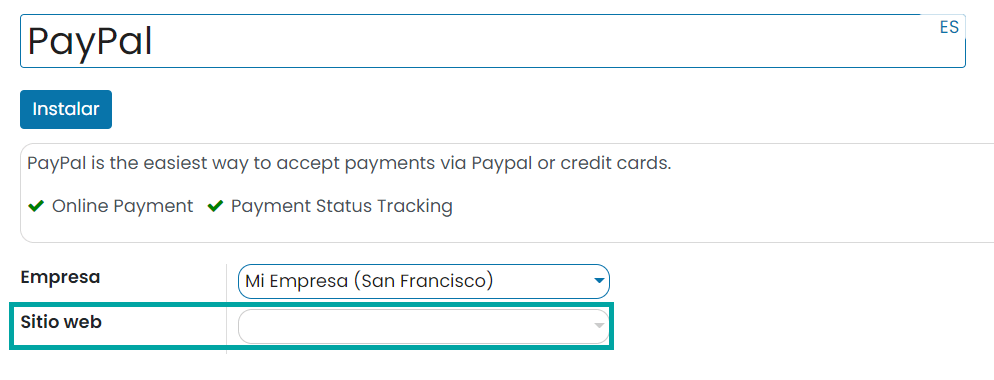 PayPal
ES
Instalar
PayPal is the easiest way to accept payments via Paypal or credit cards.
Online Payment Payment Status Tracking
Empresa Mi Empresa (San Francisco)
Sitio web